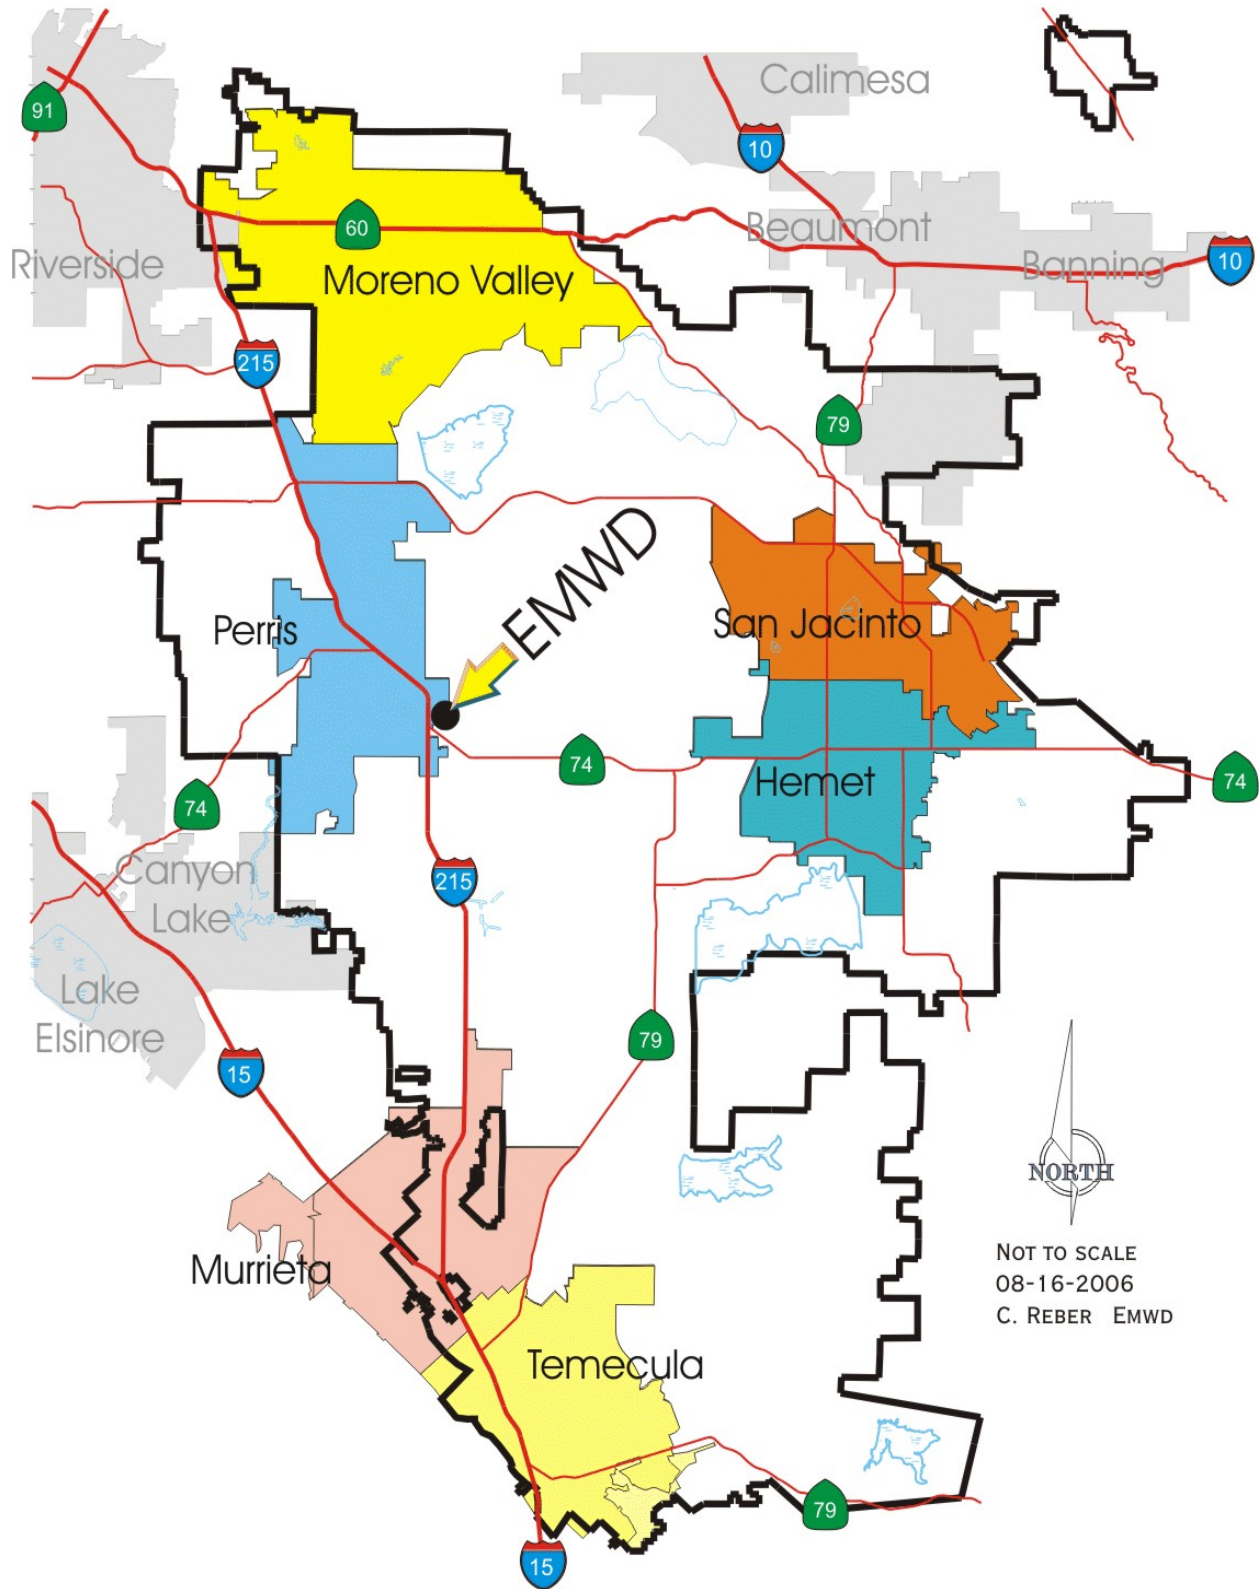 Calimesa
91
10
60
Beaumont
Riverside
Moreno Valley
Banning
10
215
79
EMWD
San Jacinto
Perris
74
Hemet
74
74
Canyon
Lake
215
Lake
Elsinore
79
15
NORTH
Murrieta
NOT TO SCALE
08-16-2006
C. REBER EMWD
Temecula
79
15